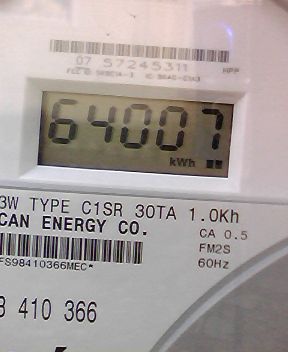 07 57245311
64007
kWh
3W TYPE C1SR 30TA 1.0Kh
CAN ENERGY CO.
CA 0.5
FM2S
60Hz
FS98410366MEC*
410 366